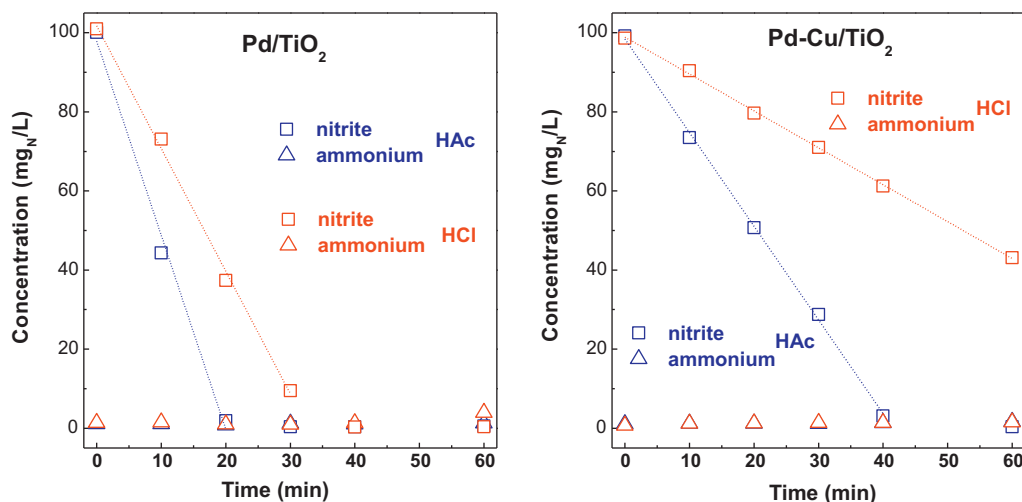 Pd/TiO₂
nitrite HAc
ammonium
nitrite HCl
ammonium
Concentration (mg_N/L)
100
80
60
40
20
0
0 10 20 30 40 50 60
Time (min)
Pd-Cu/TiO₂
nitrite HCl
ammonium
nitrite HAc
ammonium
Concentration (mg_N/L)
100
80
60
40
20
0
0 10 20 30 40 50 60
Time (min)